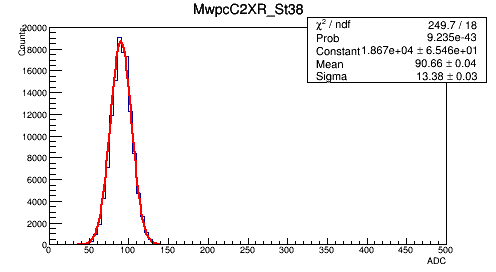 MwpcC2XR_St38
χ² / ndf 249.7 / 18
Prob 9.235e-43
Constant 1.867e+04 ± 6.546e+01
Mean 90.66 ± 0.04
Sigma 13.38 ± 0.03
Counts
20000
18000
16000
14000
12000
10000
8000
6000
4000
2000
0
0 50 100 150 200 250 300 350 400 450 500
ADC